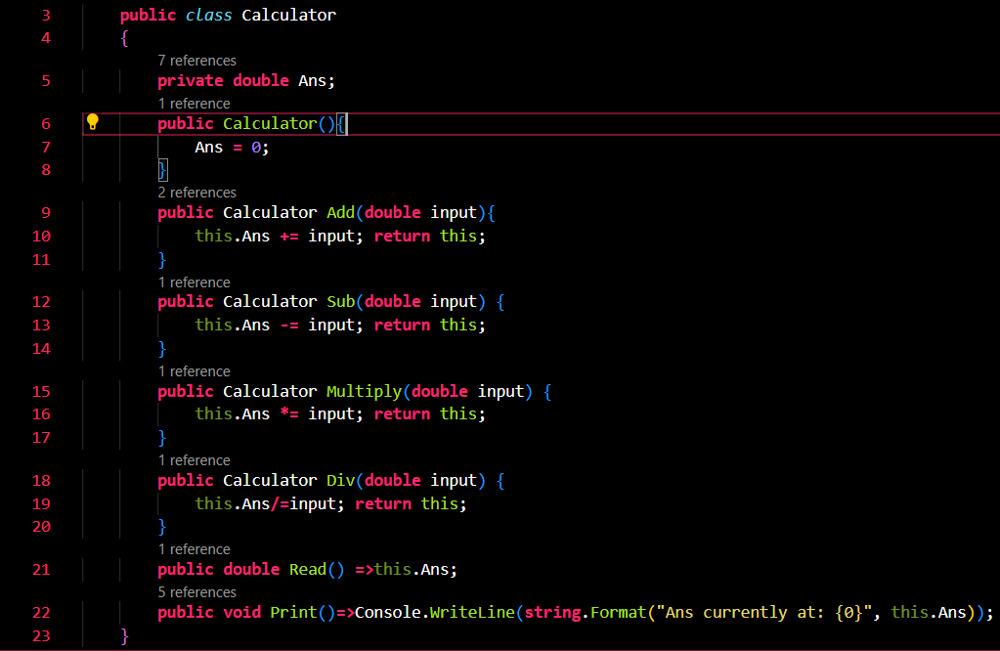 3 public class Calculator
4 {
7 references
5 private double Ans;
1 reference
6 public Calculator(){
7 Ans = 0;
8 }
2 references
9 public Calculator Add(double input){
10 this.Ans += input; return this;
11 }
1 reference
12 public Calculator Sub(double input) {
13 this.Ans -= input; return this;
14 }
1 reference
15 public Calculator Multiply(double input) {
16 this.Ans *= input; return this;
17 }
1 reference
18 public Calculator Div(double input) {
19 this.Ans/=input; return this;
20 }
1 reference
21 public double Read() =>this.Ans;
5 references
22 public void Print()=>Console.WriteLine(string.Format("Ans currently at: {0}", this.Ans));
23 }